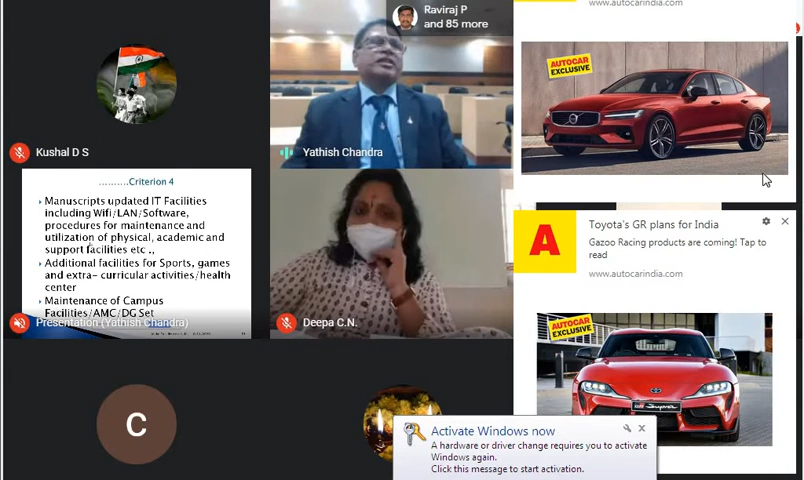 Raviraj P
and 85 more
www.autocarindia.com
AUTOCAR
EXCLUSIVE
Kushal D S
Yathish Chandra
..........Criterion 4
Manuscripts updated IT Facilities
including Wifi/LAN/Software,
procedures for maintenance and
utilization of physical, academic and
support facilities etc .,
Additional facilities for Sports, games
and extra- curricular activities/health
center
Maintenance of Campus
Facilities/AMC/DG Set
Presentation (Yathish Chandra)
Deepa C.N.
A
Toyota's GR plans for India
Gazoo Racing products are coming! Tap to
read
www.autocarindia.com
AUTOCAR
EXCLUSIVE
Supra
C
Activate Windows now
A hardware or driver change requires you to activate
Windows again.
Click this message to start activation.